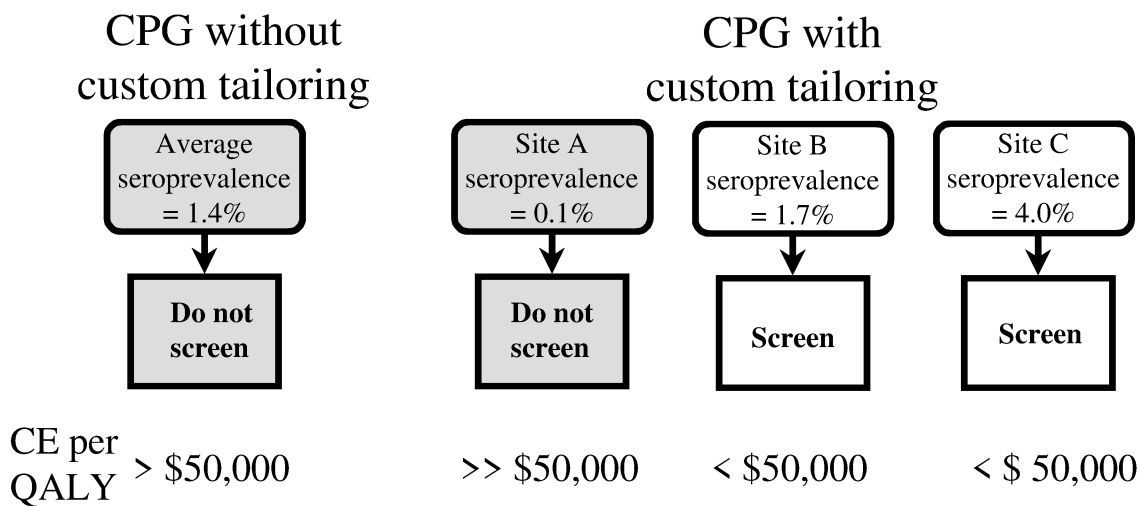 CPG without
custom tailoring
CPG with
custom tailoring
Average
seroprevalence
= 1.4%
Site A
seroprevalence
= 0.1%
Site B
seroprevalence
= 1.7%
Site C
seroprevalence
= 4.0%
Do not
screen
Do not
screen
Screen
Screen
CE per
QALY
> $50,000
>> $50,000
< $50,000
< $ 50,000